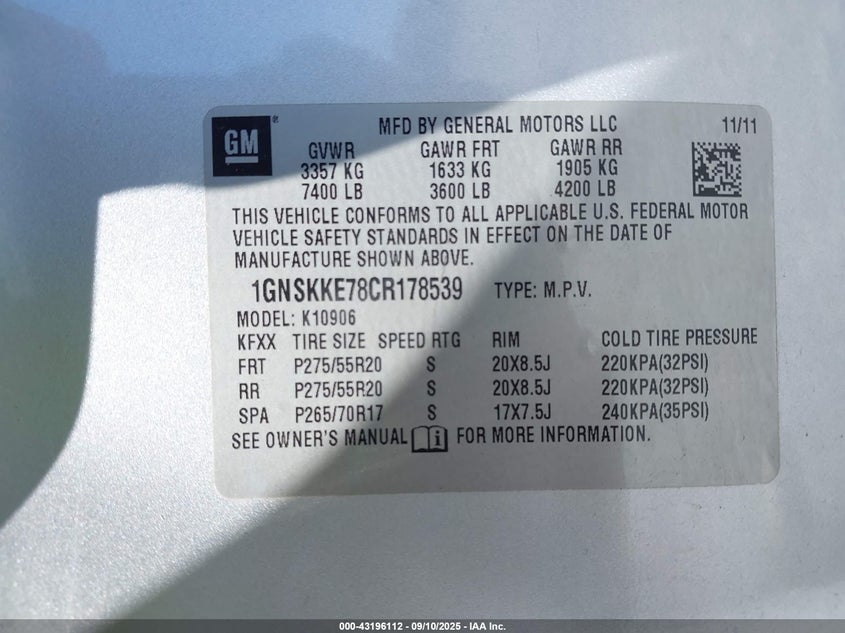 GM ®
MFD BY GENERAL MOTORS LLC 11/11
GVWR GAWR FRT GAWR RR
3357 KG 1633 KG 1905 KG
7400 LB 3600 LB 4200 LB
THIS VEHICLE CONFORMS TO ALL APPLICABLE U.S. FEDERAL MOTOR
VEHICLE SAFETY STANDARDS IN EFFECT ON THE DATE OF
MANUFACTURE SHOWN ABOVE.
1GNSKKE78CR178539 TYPE: M.P.V.
MODEL: K10906
KFXX TIRE SIZE SPEED RTG RIM COLD TIRE PRESSURE
FRT P275/55R20 S 20X8.5J 220KPA(32PSI)
RR P275/55R20 S 20X8.5J 220KPA(32PSI)
SPA P265/70R17 S 17X7.5J 240KPA(35PSI)
SEE OWNER'S MANUAL FOR MORE INFORMATION.
000-43196112 - 09/10/2025 - IAA Inc.